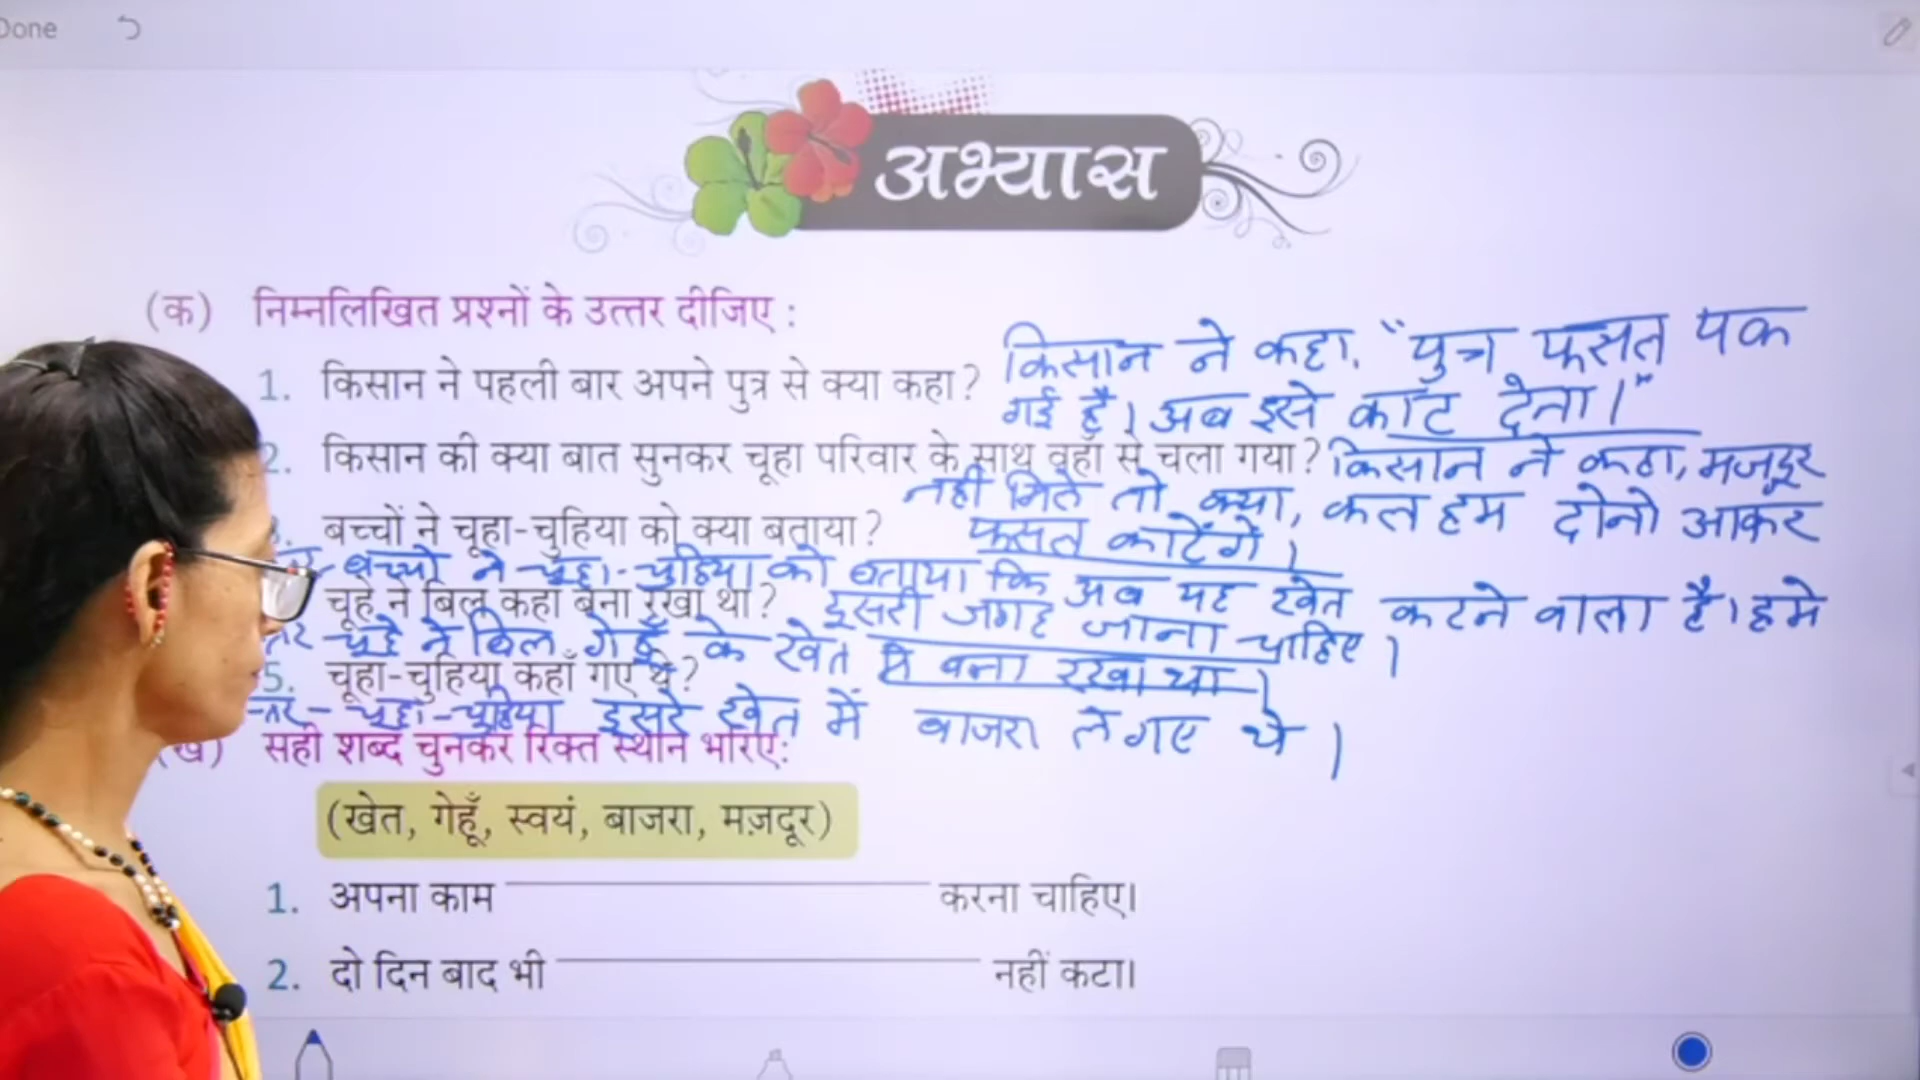 Done
अभ्यास
(क) निम्नलिखित प्रश्नों के उत्तर दीजिए :
1. किसान ने पहली बार अपने पुत्र से क्या कहा?
किसान ने कहा, "पुत्र फसल पक
गई है। अब इसे काट देना।"
2. किसान की क्या बात सुनकर चूहा परिवार के साथ वहाँ से चला गया?
किसान ने कहा, मजदूर
नहीं मिले तो क्या, कल हम दोनो आकर
फसल काटेंगे।
बच्चों ने चूहा-चुहिया को क्या बताया?
बच्चो ने चूहा-चुहिया को बताया कि अब यह खेत कटने वाला है। हमे
दूसरी जगह जाना चाहिए।
चूहे ने बिल कहाँ बना रखा था?
चूहे ने बिल गेहूँ के खेत में बना रखा था।
5. चूहा-चुहिया कहाँ गए थे?
चूहा-चुहिया दूसरे खेत में बाजरा लेने गए थे।
(ख) सही शब्द चुनकर रिक्त स्थान भरिए:
(खेत, गेहूँ, स्वयं, बाजरा, मज़दूर)
1. अपना काम ________ करना चाहिए।
2. दो दिन बाद भी ________ नहीं कटा।